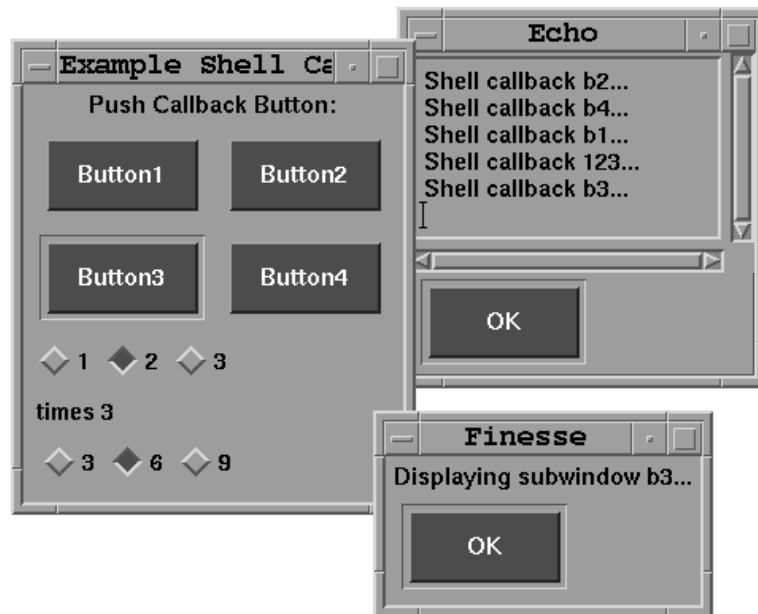 Example Shell Ca
Push Callback Button:
Button1 Button2
Button3 Button4
1 2 3
times 3
3 6 9
Echo
Shell callback b2...
Shell callback b4...
Shell callback b1...
Shell callback 123...
Shell callback b3...
OK
Finesse
Displaying subwindow b3...
OK